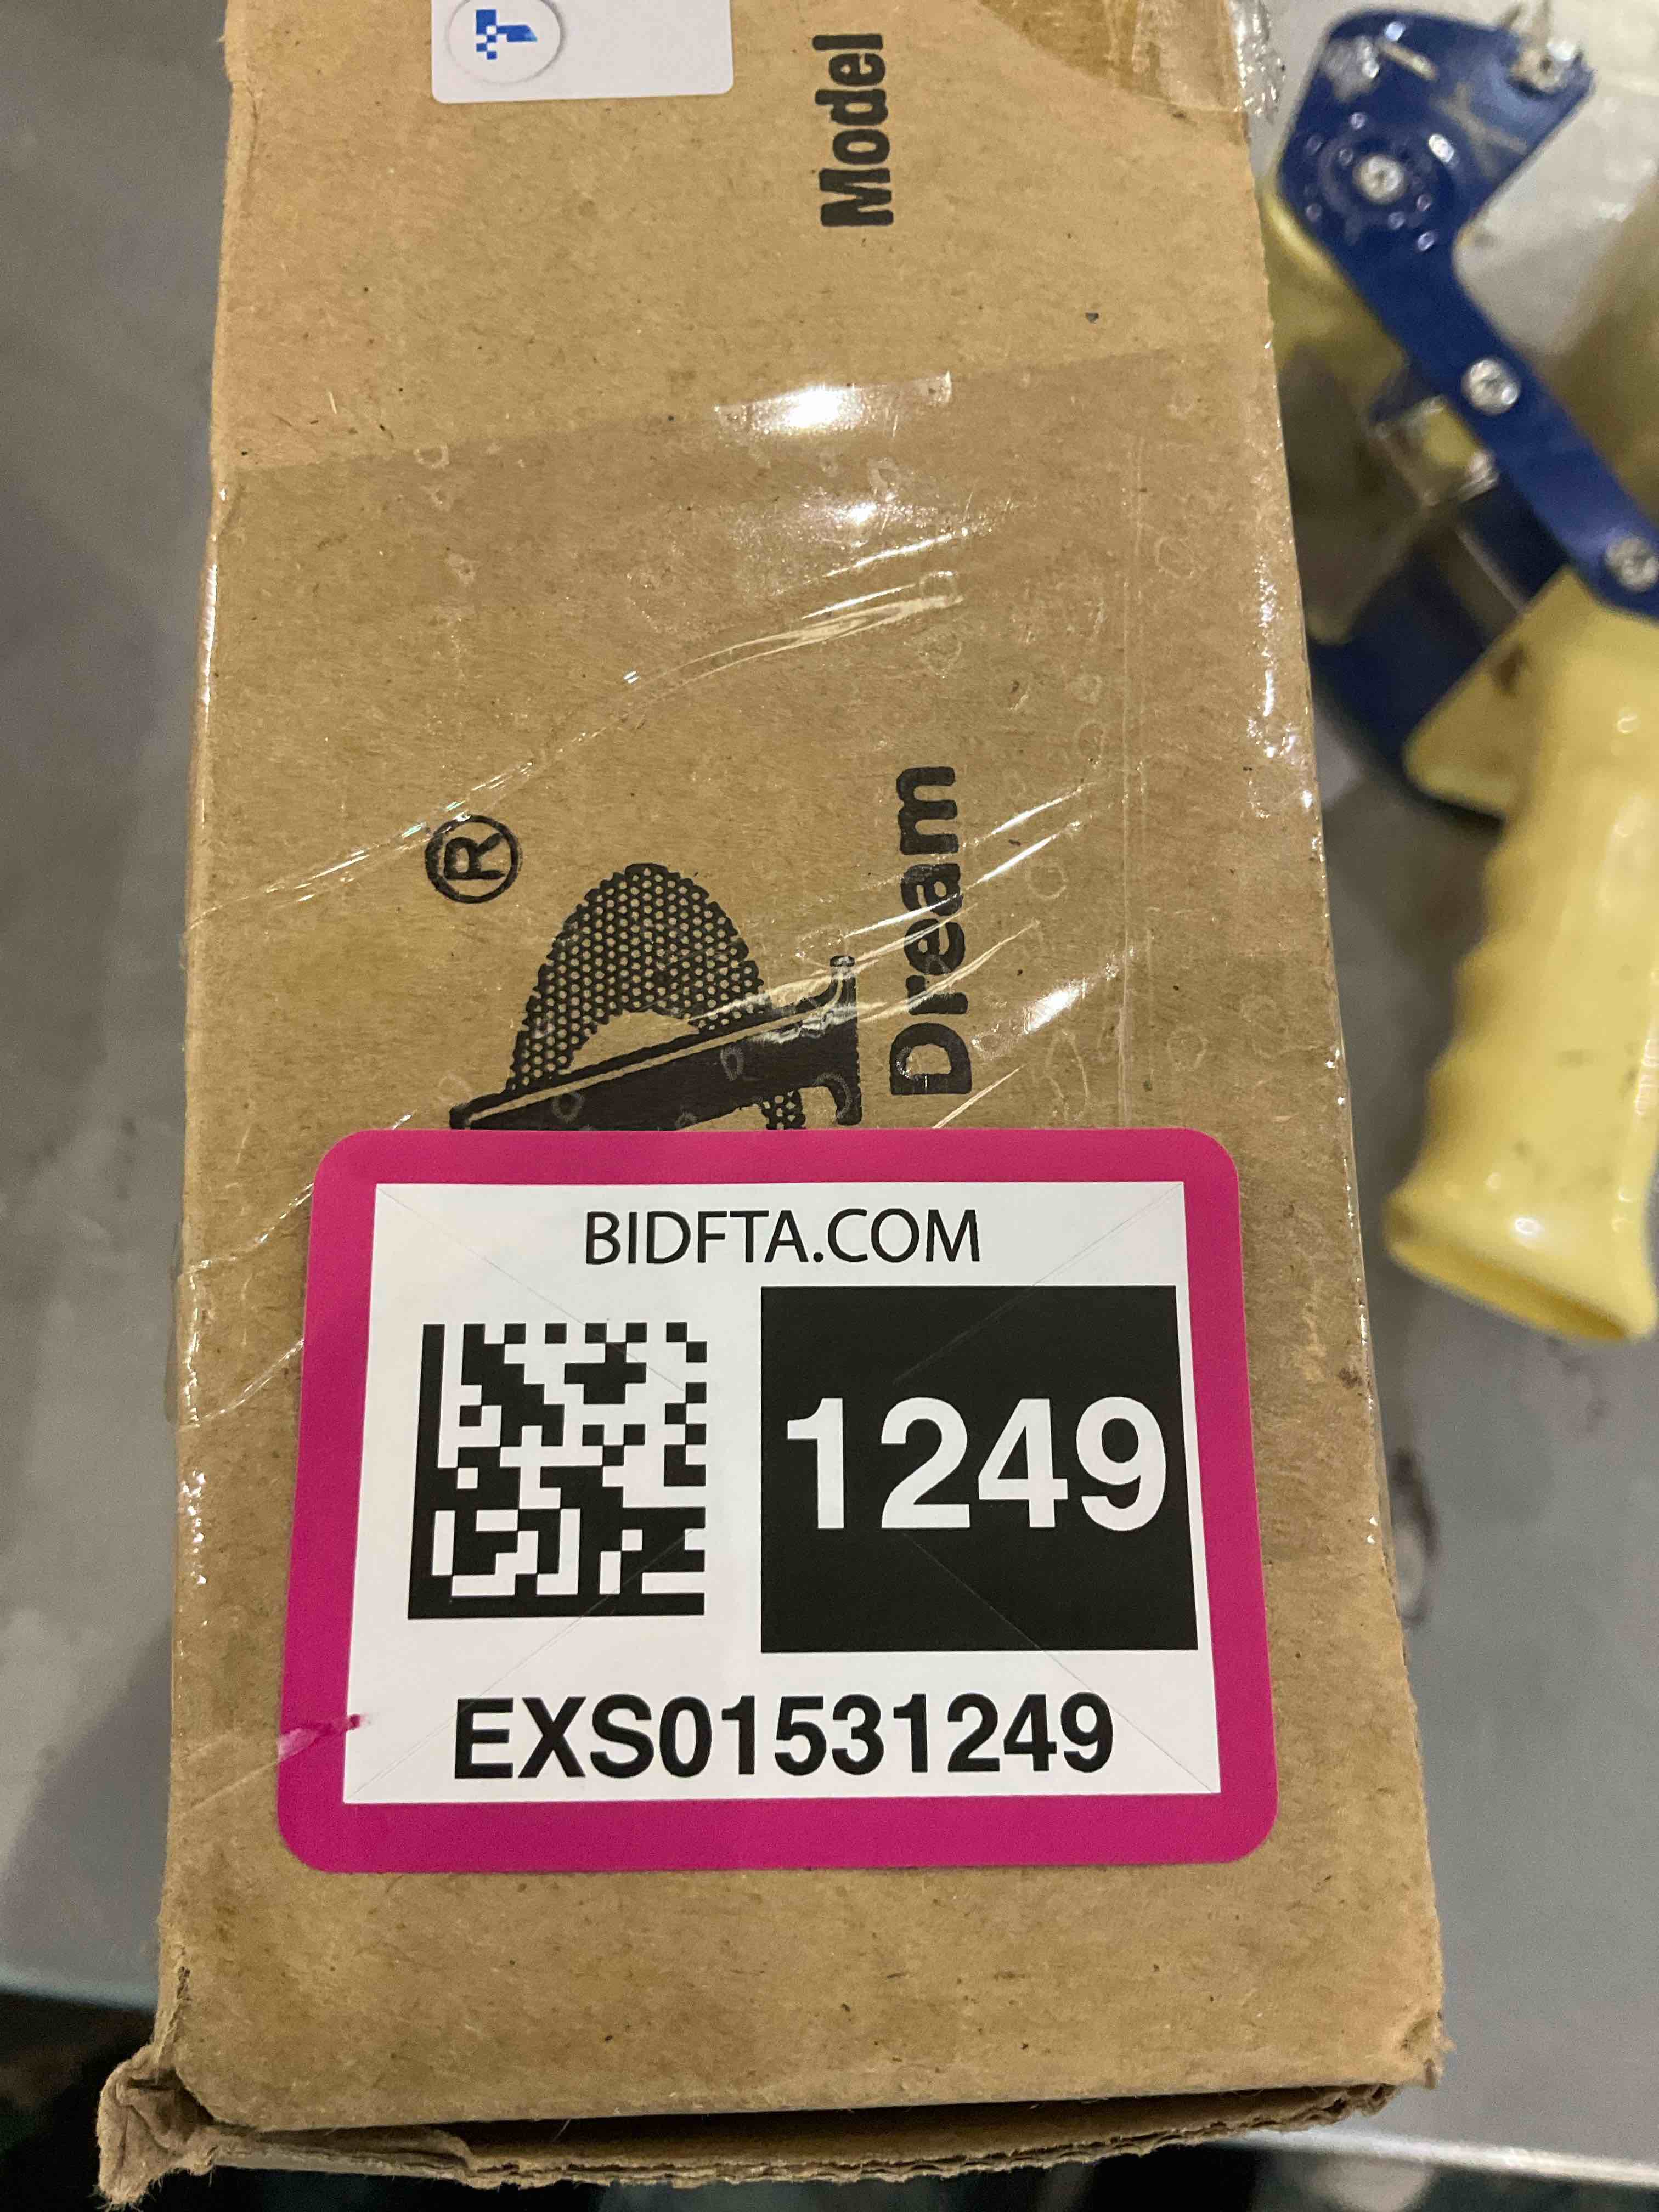 Model
®
Dream
BIDFTA.COM
1249
EXS01531249